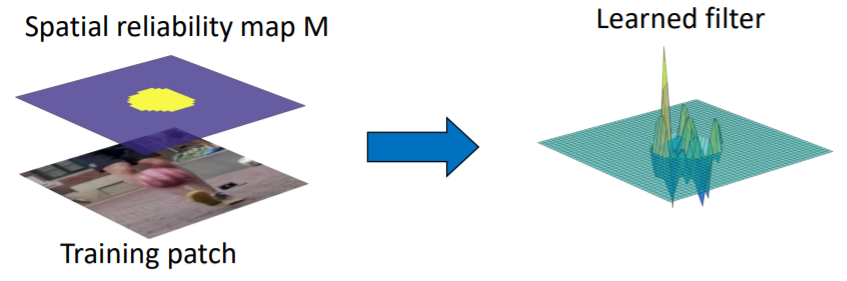 Spatial reliability map M
Learned filter
Training patch